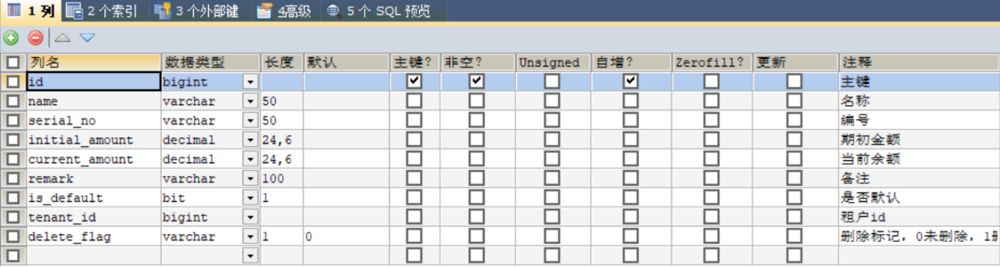 1 列 2 个索引 3 个外部键 4高级 5 个 SQL 预览
列名 数据类型 长度 默认 主键? 非空? Unsigned 自增? Zerofill? 更新 注释
id bigint 主键
name varchar 50 名称
serial_no varchar 50 编号
initial_amount decimal 24,6 期初金额
current_amount decimal 24,6 当前余额
remark varchar 100 备注
is_default bit 1 是否默认
tenant_id bigint 租户id
delete_flag varchar 1 0 删除标记，0未删除，1